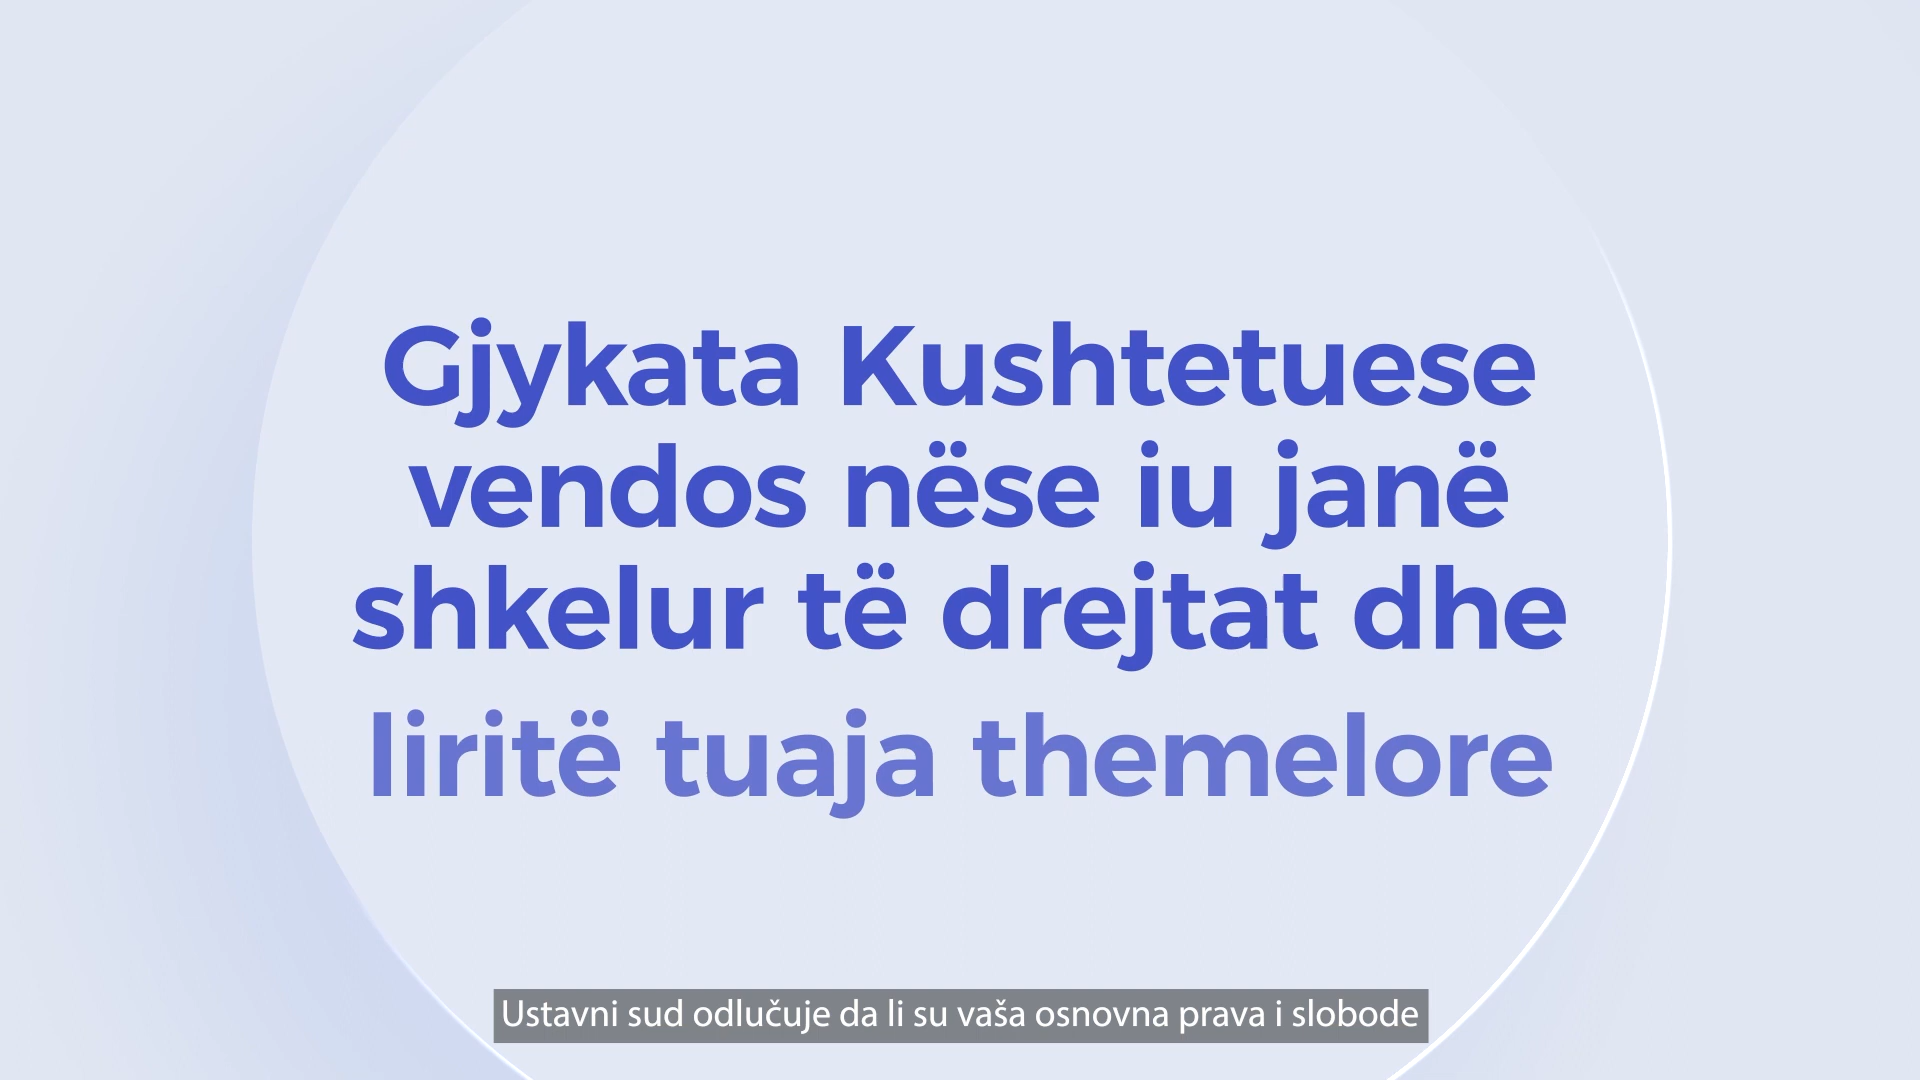 Gjykata Kushtetuese
vendos nëse iu janë
shkelur të drejtat dhe
liritë tuaja themelore
Ustavni sud odlučuje da li su vaša osnovna prava i slobode